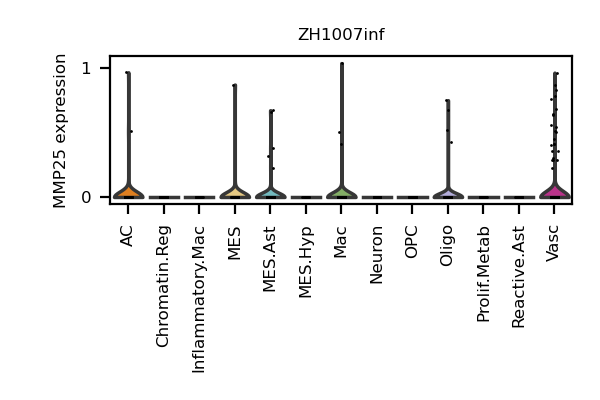 ZH1007inf
MMP25 expression
1
0
AC
Chromatin.Reg
Inflammatory.Mac
MES
MES.Ast
MES.Hyp
Mac
Neuron
OPC
Oligo
Prolif.Metab
Reactive.Ast
Vasc